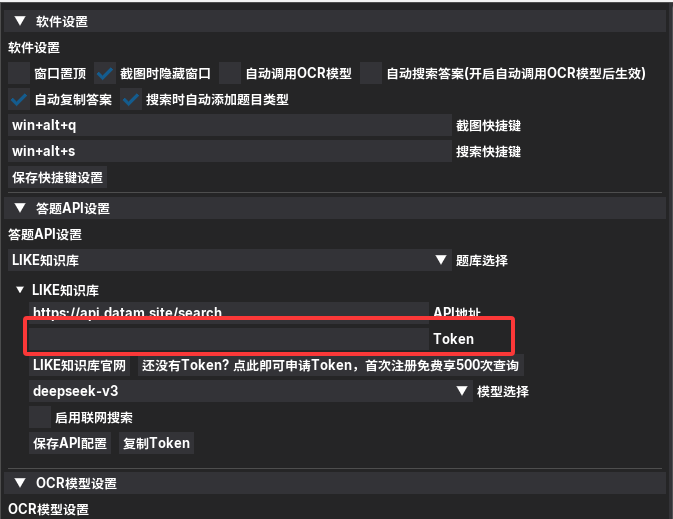 ▼ 软件设置
软件设置
窗口置顶 截图时隐藏窗口 自动调用OCR模型 自动搜索答案(开启自动调用OCR模型后生效)
自动复制答案 搜索时自动添加题目类型
win+alt+q 截图快捷键
win+alt+s 搜索快捷键
保存快捷键设置
▼ 答题API设置
答题API设置
LIKE知识库 ▼ 题库选择
▼ LIKE知识库
https://api.datam.site/search API地址
Token
LIKE知识库官网 还没有Token? 点此即可申请Token，首次注册免费享500次查询
deepseek-v3 ▼ 模型选择
启用联网搜索
保存API配置 复制Token
▼ OCR模型设置
OCR模型设置